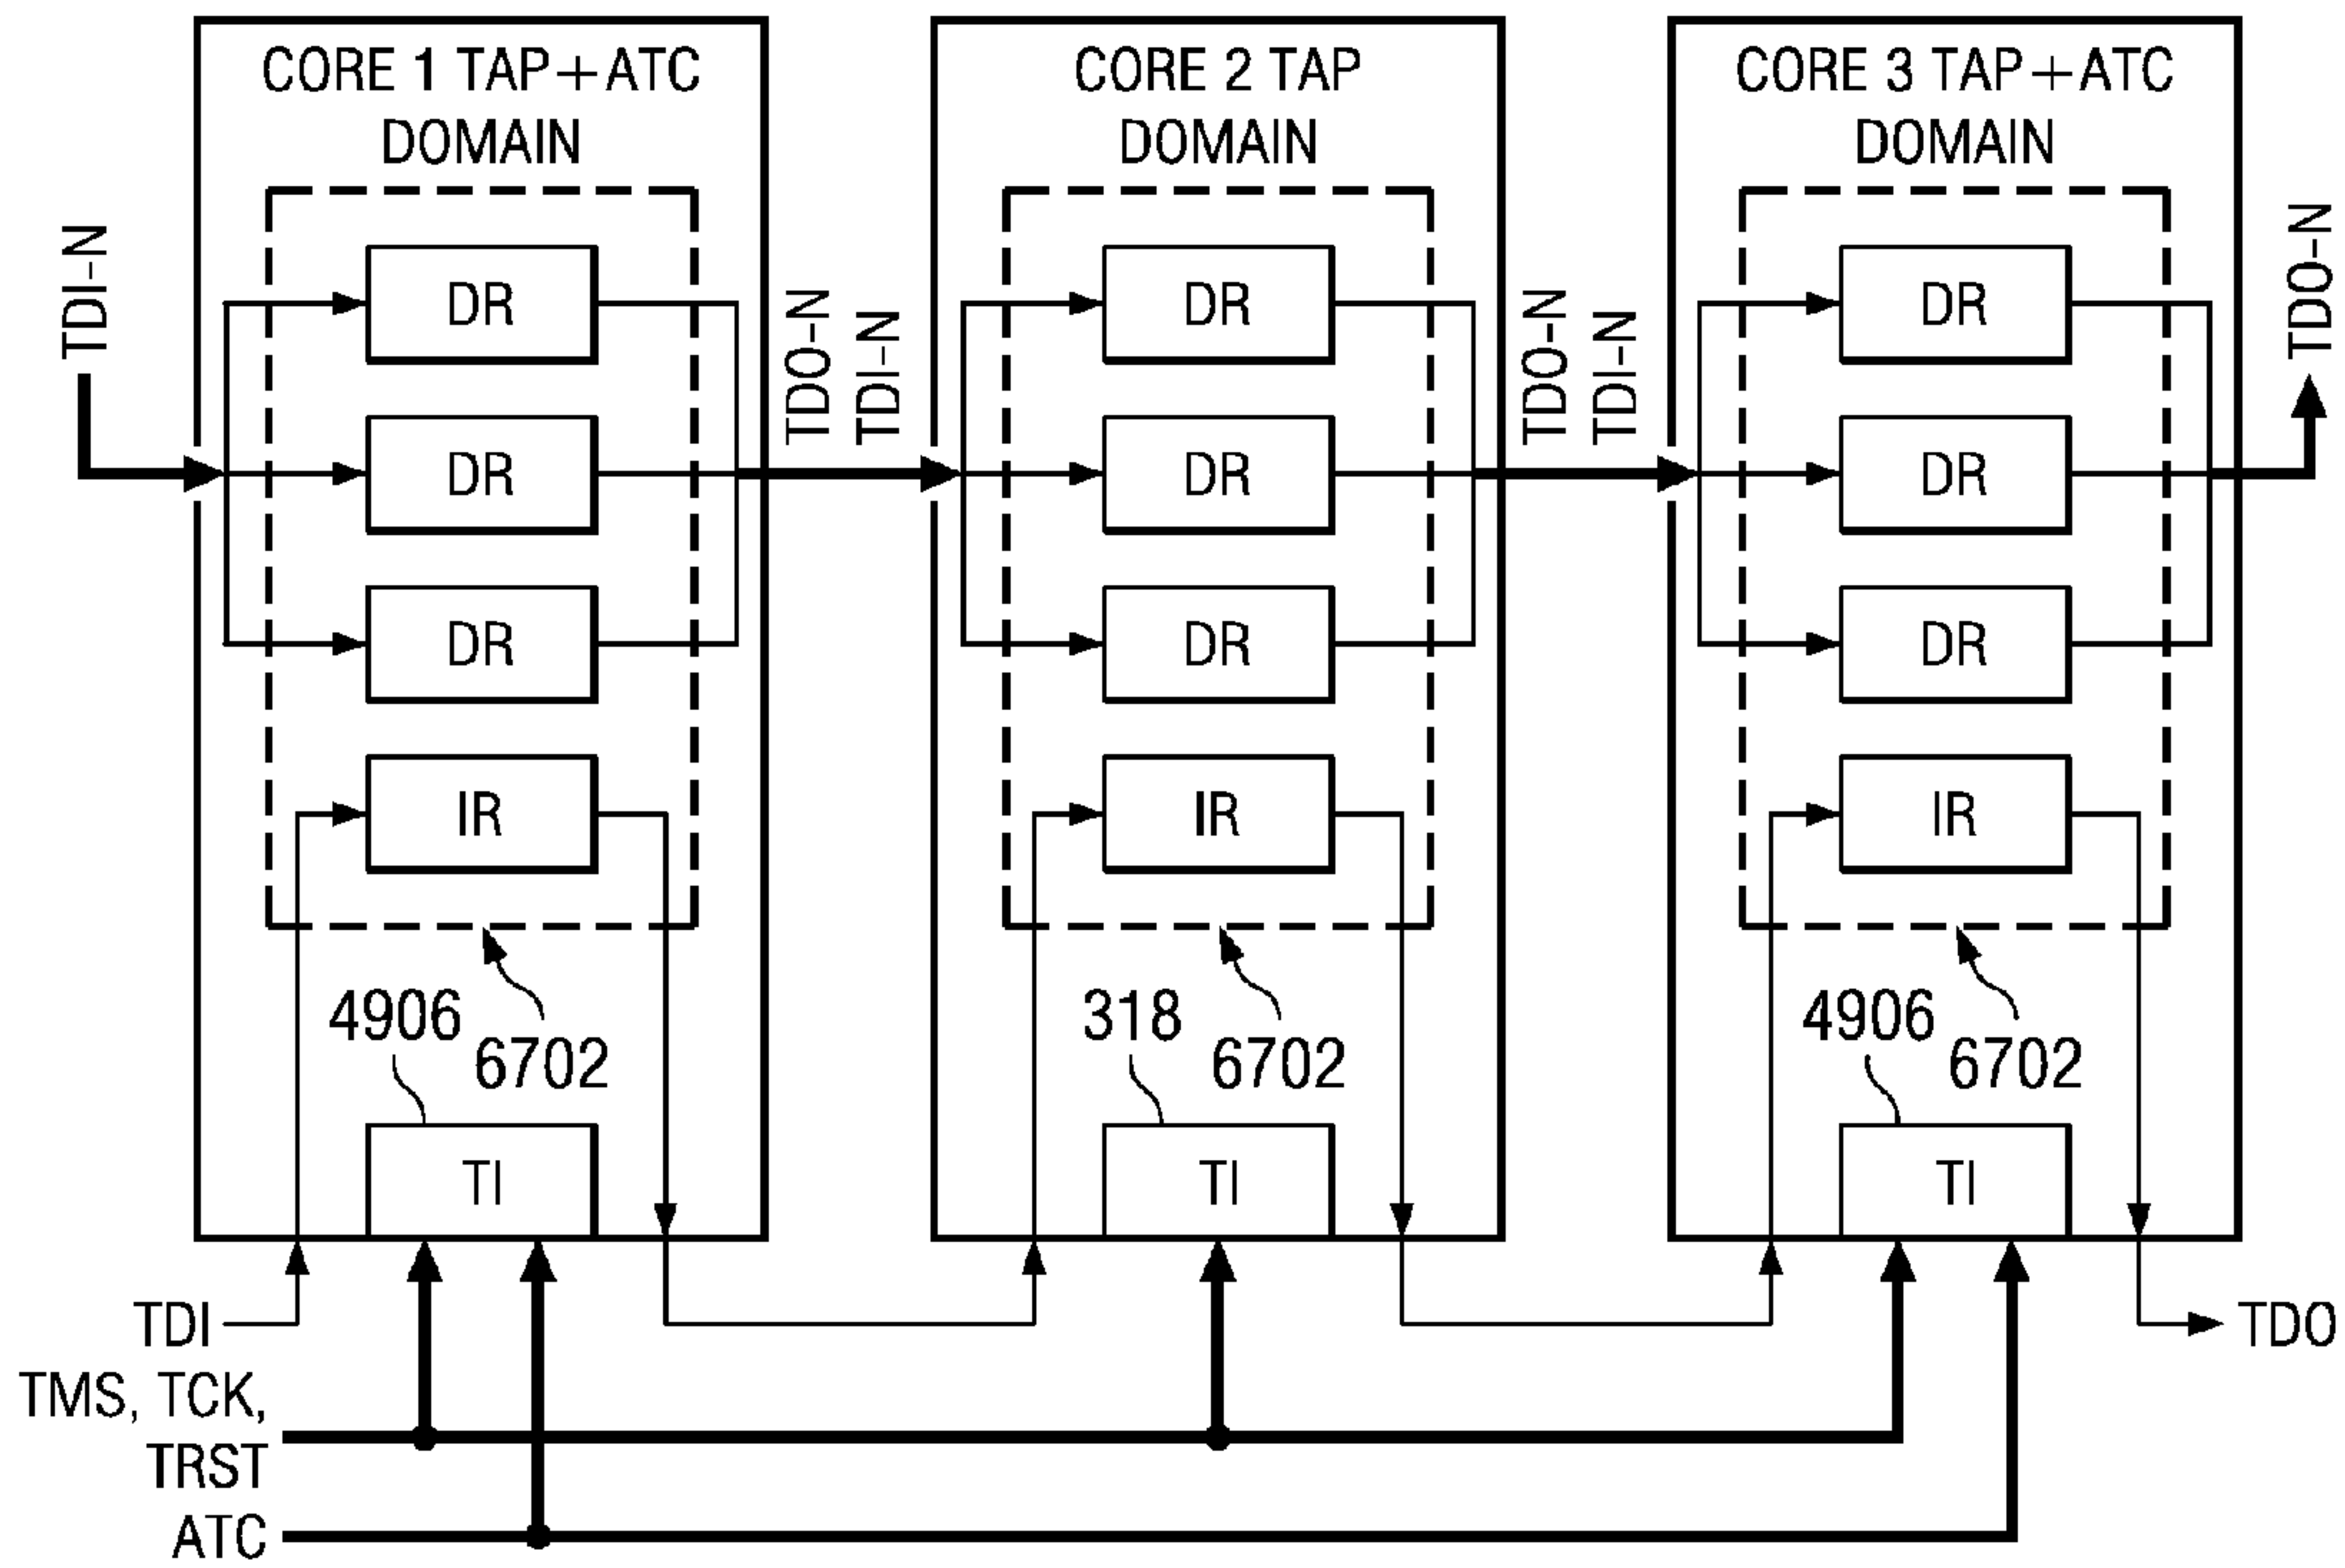 CORE 1 TAP+ATC
DOMAIN
CORE 2 TAP
DOMAIN
CORE 3 TAP+ATC
DOMAIN
TDI-N
DR
DR
DR
IR
TDO-N
TDI-N
DR
DR
DR
IR
TDO-N
TDI-N
DR
DR
DR
IR
TDO-N
4906
6702
318
6702
4906
6702
TI
TI
TI
TDI
TDO
TMS, TCK,
TRST
ATC